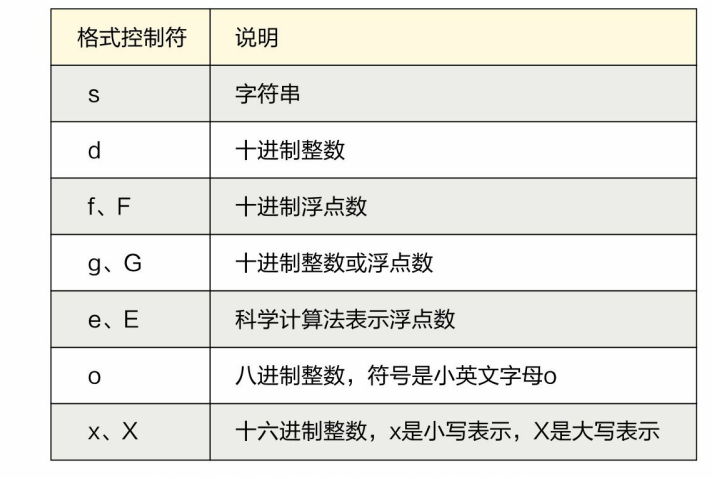 格式控制符 说明
s 字符串
d 十进制整数
f、F 十进制浮点数
g、G 十进制整数或浮点数
e、E 科学计算法表示浮点数
o 八进制整数，符号是小英文字母o
x、X 十六进制整数，x是小写表示，X是大写表示